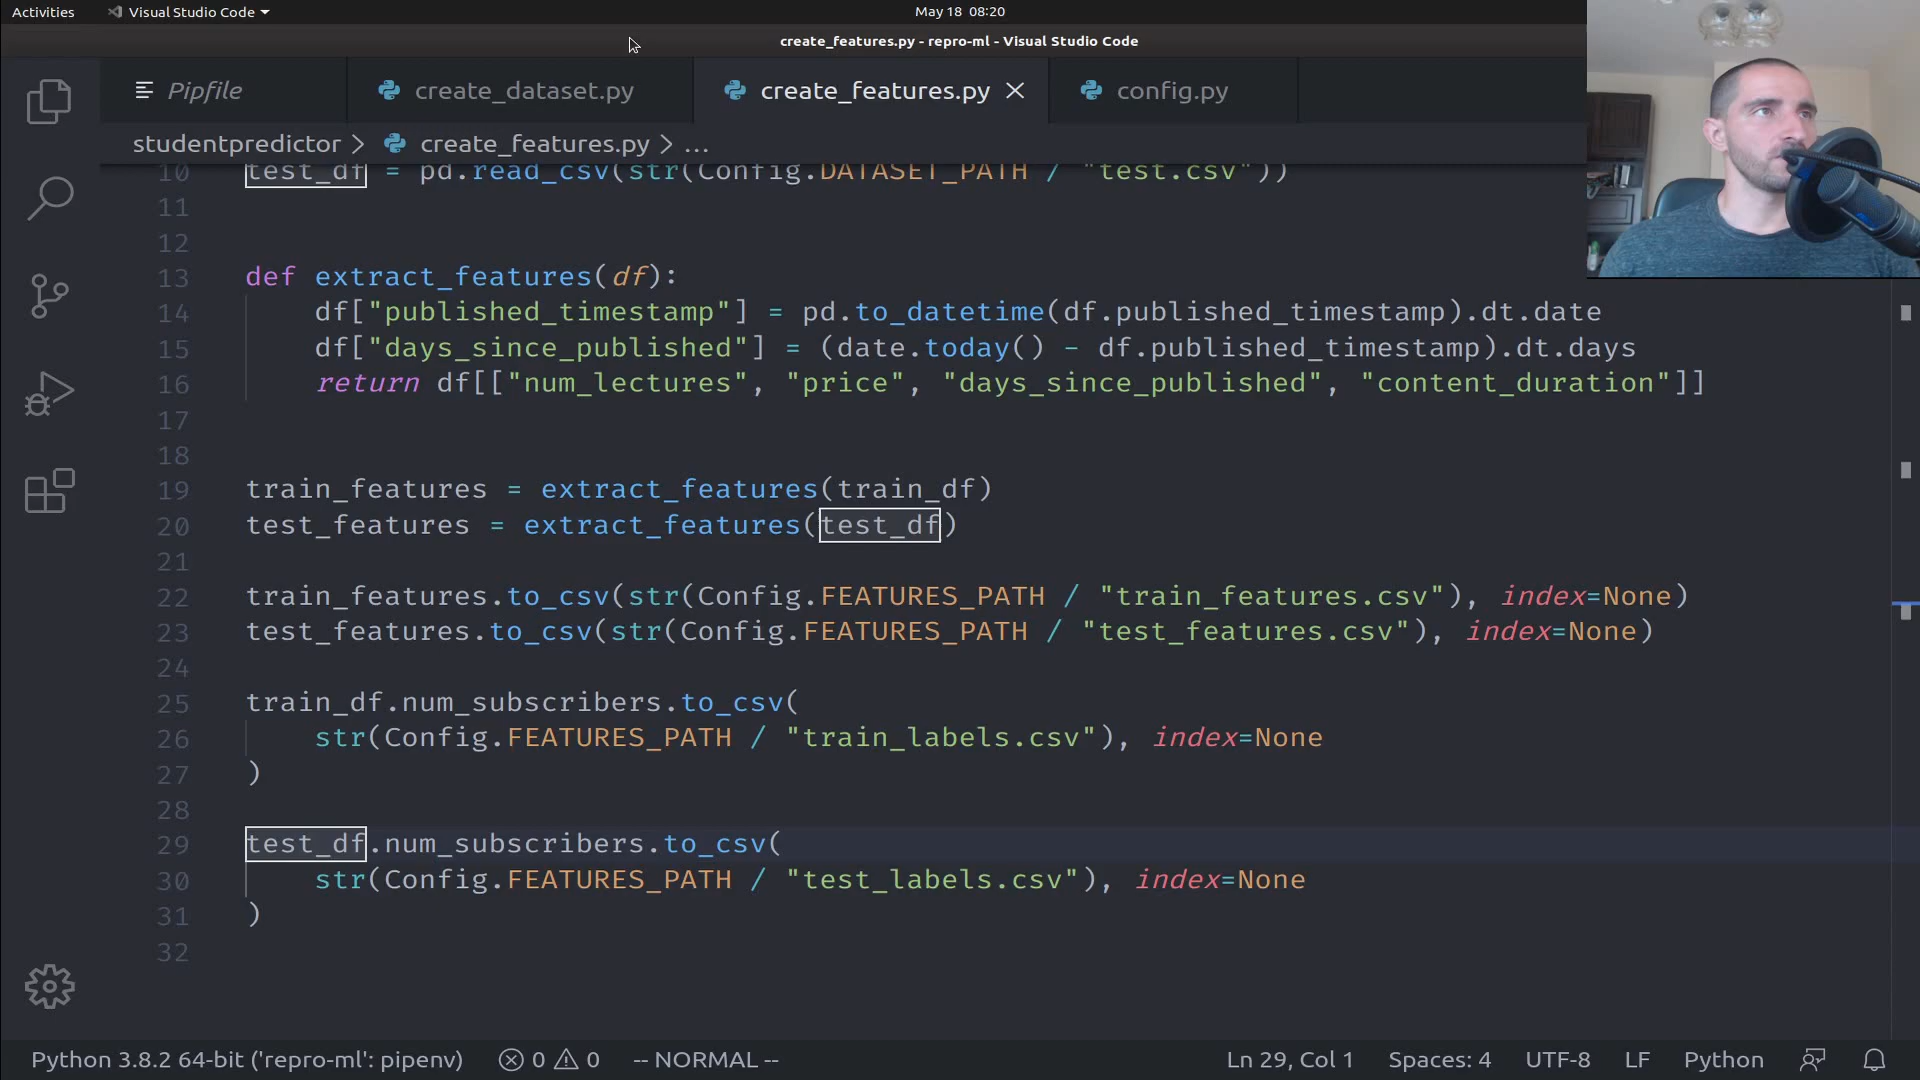 Activities Visual Studio Code May 18 08:20
create_features.py - repro-ml - Visual Studio Code
Pipfile create_dataset.py create_features.py config.py
studentpredictor > create_features.py > ...
10 test_df = pd.read_csv(str(Config.DATASET_PATH / "test.csv"))
11
12
13 def extract_features(df):
14     df["published_timestamp"] = pd.to_datetime(df.published_timestamp).dt.date
15     df["days_since_published"] = (date.today() - df.published_timestamp).dt.days
16     return df[["num_lectures", "price", "days_since_published", "content_duration"]]
17
18
19 train_features = extract_features(train_df)
20 test_features = extract_features(test_df)
21
22 train_features.to_csv(str(Config.FEATURES_PATH / "train_features.csv"), index=None)
23 test_features.to_csv(str(Config.FEATURES_PATH / "test_features.csv"), index=None)
24
25 train_df.num_subscribers.to_csv(
26     str(Config.FEATURES_PATH / "train_labels.csv"), index=None
27 )
28
29 test_df.num_subscribers.to_csv(
30     str(Config.FEATURES_PATH / "test_labels.csv"), index=None
31 )
32
Python 3.8.2 64-bit ('repro-ml': pipenv) 0 0 -- NORMAL -- Ln 29, Col 1 Spaces: 4 UTF-8 LF Python